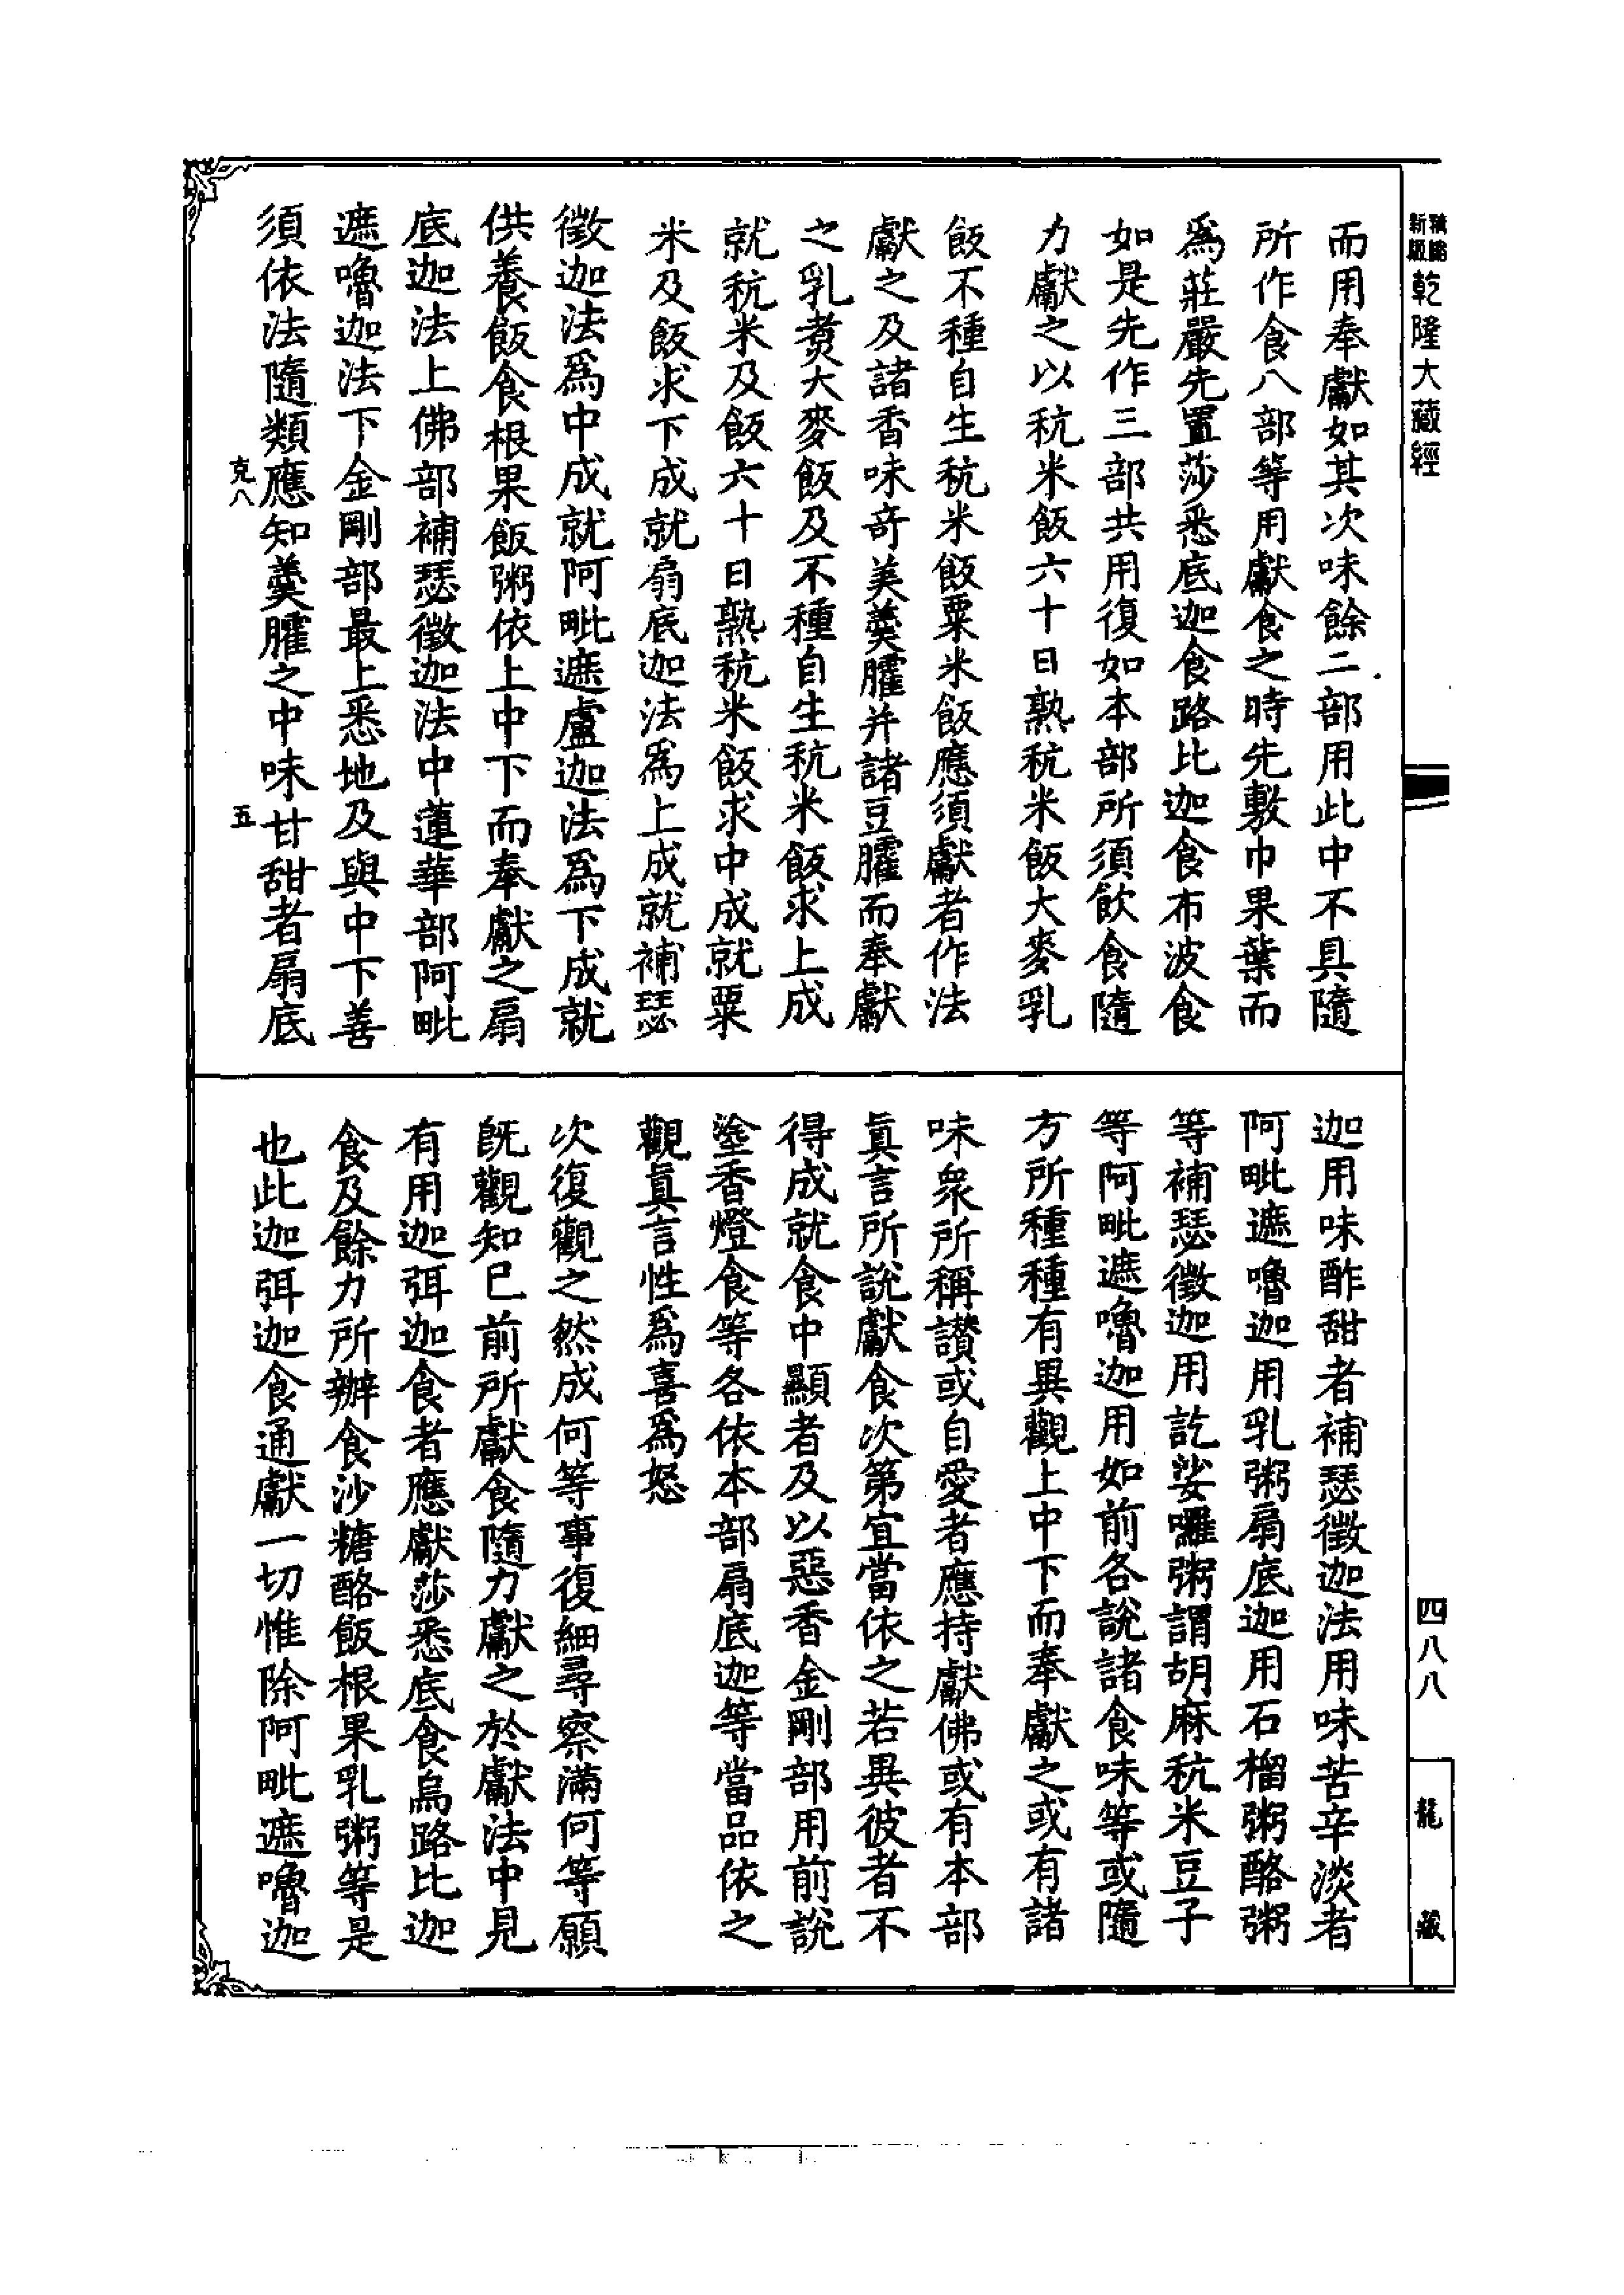 新版
精縮
乾隆大藏經
四八八
龍藏
而用奉獻如其次味餘二部用此中不具隨
所作食八部等用獻食之時先敷巾果葉而
為莊嚴先置莎悉底迦食路比迦食布波食
如是先作三部共用復如本部所須飲食隨
力獻之以秔米飯六十日熟秔米飯大麥乳
飯不種自生秔米飯粟米飯應須獻者作法
獻之及諸香味竒美羹臛并諸豆臛而奉獻
之乳煑大麥飯及不種自生秔米飯求上成
就秔米及飯六十日熟秔米飯求中成就粟
米及飯求下成就扇底迦法為上成就補瑟
徵迦法為中成就阿毗遮盧迦法為下成就
供養飯食根果飯粥依上中下而奉獻之扇
底迦法上佛部補瑟徵迦法中蓮華部阿毗
遮嚕迦法下金剛部最上悉地及與中下善
須依法隨類應知羹臛之中味甘甜者扇底
克八
五
迦用味酢甜者補瑟徵迦法用味苦辛淡者
阿毗遮嚕迦用乳粥扇底迦用石榴粥酪粥
等補瑟徵迦用訖娑囉粥謂胡麻秔米豆子
等阿毗遮嚕迦用如前各說諸食味等或隨
方所種種有異觀上中下而奉獻之或有諸
味衆所稱讚或自愛者應持獻佛或有本部
眞言所說獻食次第宜當依之若異彼者不
得成就食中顯者及以惡香金剛部用前說
塗香燈食等各依本部扇底迦等當品依之
觀眞言性為喜為怒
次復觀之然成何等事復細尋察滿何等願
旣觀知已前所獻食隨力獻之於獻法中見
有用迦弭迦食者應獻莎悉底食烏路比迦
食及餘力所辦食沙糖酪飯根果乳粥等是
也此迦弭迦食通獻一切惟除阿毗遮嚕迦